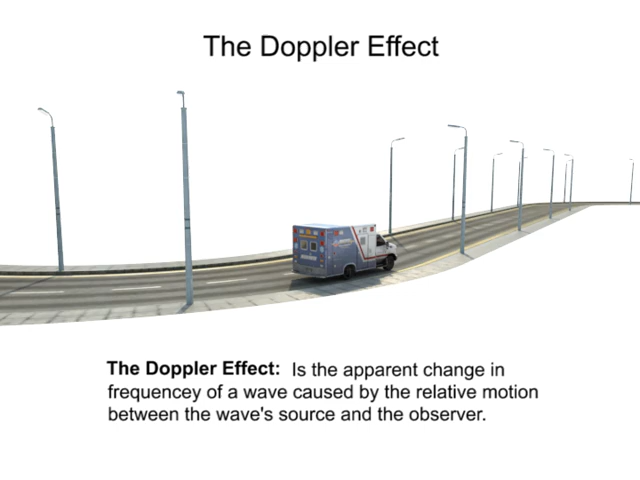 The Doppler Effect
The Doppler Effect: Is the apparent change in
frequencey of a wave caused by the relative motion
between the wave's source and the observer.